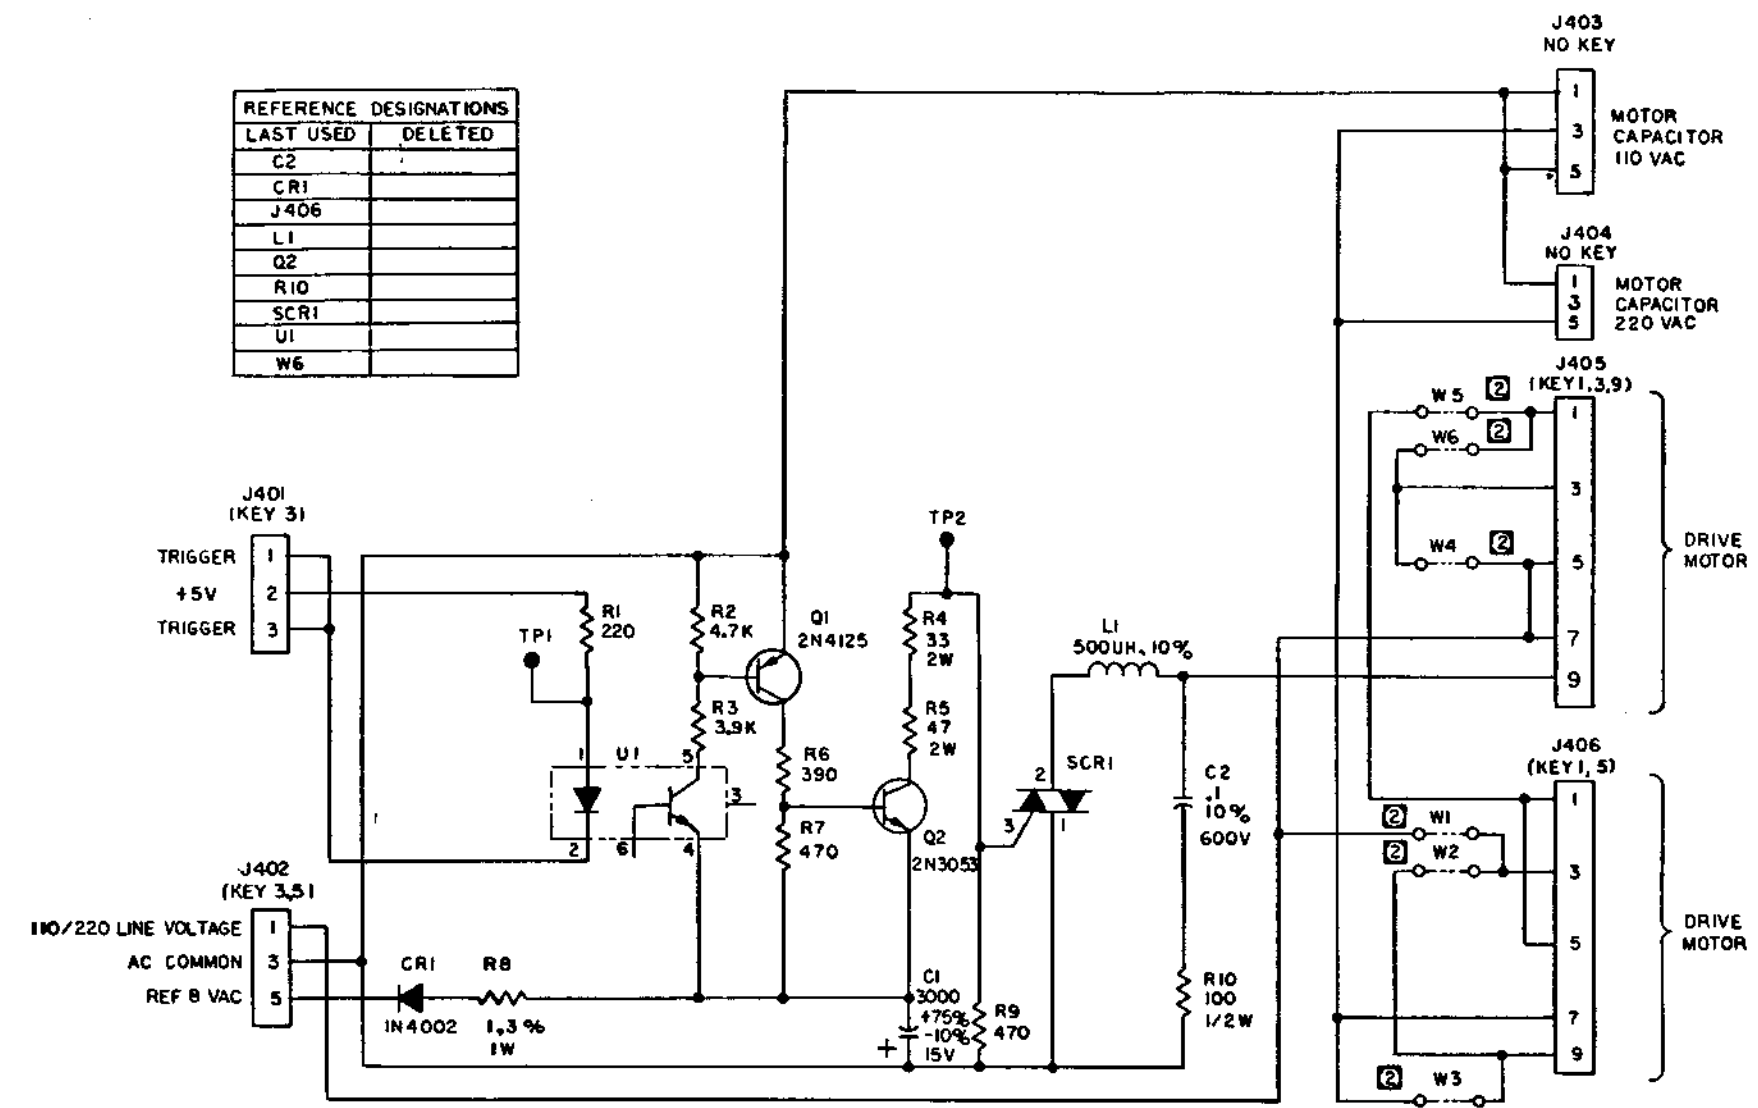 REFERENCE DESIGNATIONS
LAST USED DELETED
C2
CR1
J406
L1
Q2
R10
SCR1
U1
W6
J403
NO KEY
1
3
5
MOTOR
CAPACITOR
110 VAC
J404
NO KEY
1
3
5
MOTOR
CAPACITOR
220 VAC
J405
(KEY 1,3,9)
W5 2
W6 2
W4 2
1
3
5
7
9
DRIVE
MOTOR
J401
(KEY 3)
TRIGGER 1
+5V 2
TRIGGER 3
TP1
R1
220
R2
4.7K
Q1
2N4125
R3
3.9K
U1
1
5
3
2
6
4
R6
390
R7
470
TP2
R4
33
2W
R5
47
2W
Q2
2N3053
L1
500UH, 10%
SCR1
2
3
1
C2
.1
10%
600V
R10
100
1/2W
J402
(KEY 3,5)
110/220 LINE VOLTAGE 1
AC COMMON 3
REF 8 VAC 5
CR1
1N4002
R8
1,3%
1W
C1
3000
+75%
-10%
15V
+
R9
470
J406
(KEY 1, 5)
2 W1
2 W2
2 W3
1
3
5
7
9
DRIVE
MOTOR